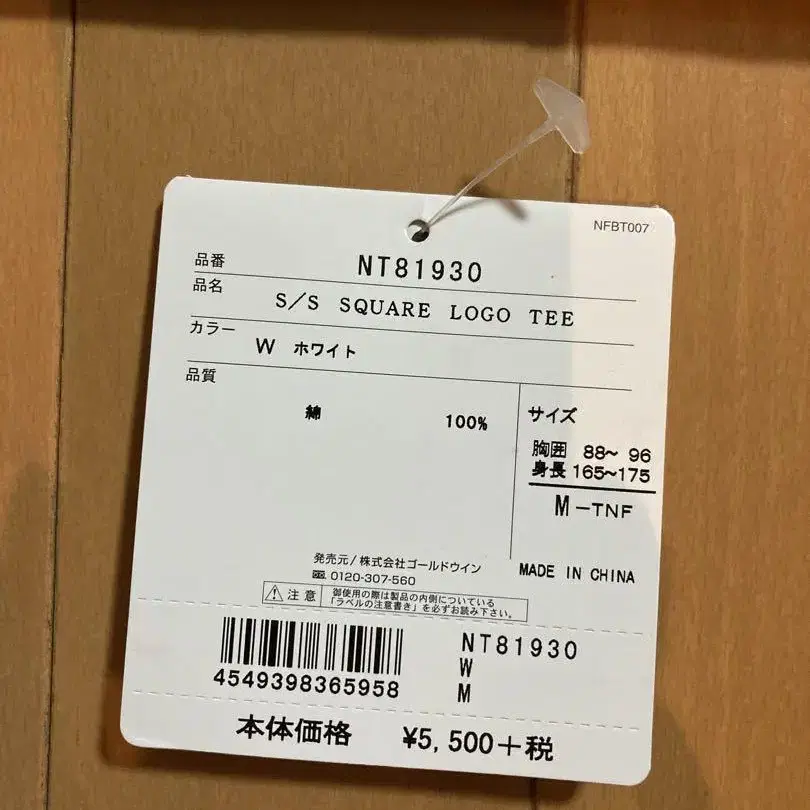 NFBT007
品番 NT81930
品名 S/S SQUARE LOGO TEE
カラー W ホワイト
品質
綿 100%
サイズ
胸囲 88~ 96
身長 165~175
M-TNF
発売元/株式会社ゴールドウイン
0120-307-560
MADE IN CHINA
注意
御使用の際は製品の内側についている
「ラベルの注意書き」を必ずお読み下さい。
4549398365958
NT81930
W
M
本体価格 ¥5,500+税